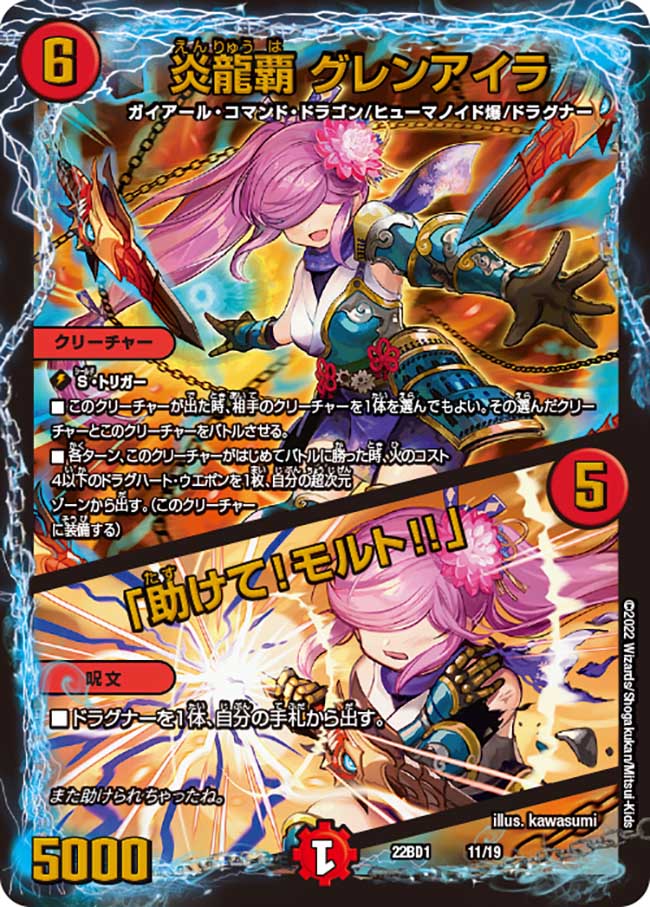 6
炎龍覇 グレンアイラ
えんりゅう は
ガイアール・コマンド・ドラゴン/ヒューマノイド爆/ドラグナー
クリーチャー
S・トリガー
■このクリーチャーが出た時、相手のクリーチャーを1体を選んでもよい。その選んだクリー
チャーとこのクリーチャーをバトルさせる。
■各ターン、このクリーチャーがはじめてバトルに勝った時、火のコスト
4以下のドラグハート・ウエポンを1枚、自分の超次元
ゾーンから出す。(このクリーチャー
に装備する)
5
「助けて!モルト!!」
たす
呪文
■ドラグナーを1体、自分の手札から出す。
また助けられちゃったね。
illus. kawasumi
5000
1
22BD1 11/19
©2022 Wizards/Shogakukan/Mitsui-Kids